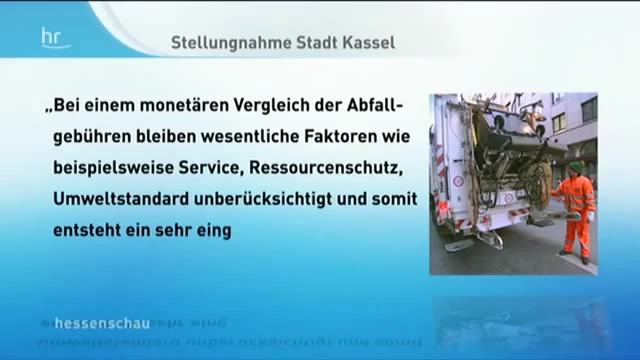 hr
Stellungnahme Stadt Kassel
„Bei einem monetären Vergleich der Abfall-
gebühren bleiben wesentliche Faktoren wie
beispielsweise Service, Ressourcenschutz,
Umweltstandard unberücksichtigt und somit
entsteht ein sehr eing
hessenschau